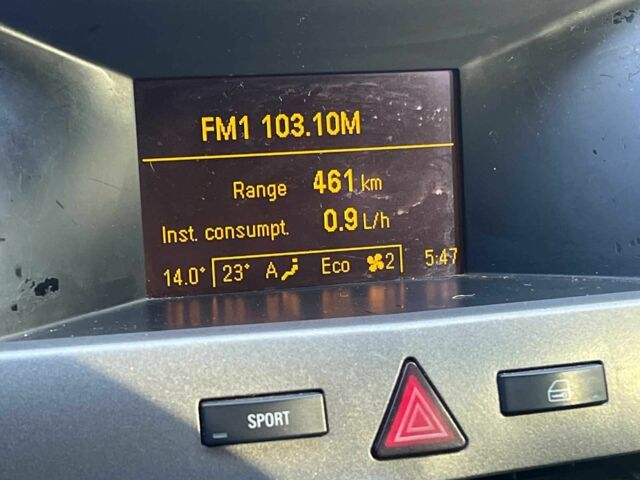 FM1 103.10M
Range 461 km
Inst. consumpt. 0.9 L/h
14.0° 23° A Eco 2 5:47
SPORT